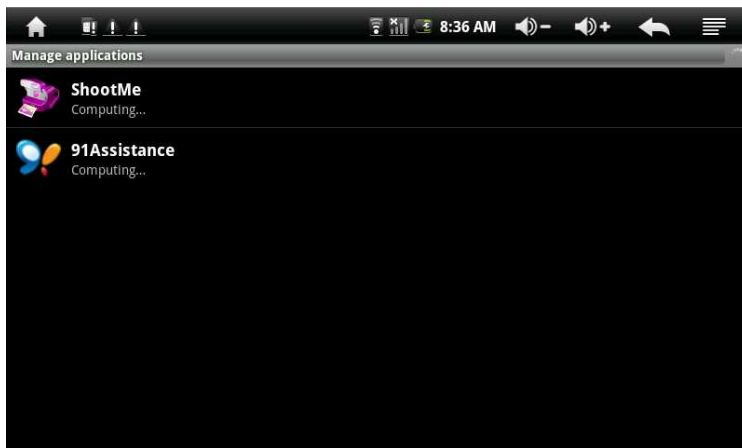 8:36 AM
Manage applications
ShootMe
Computing...
91Assistance
Computing...